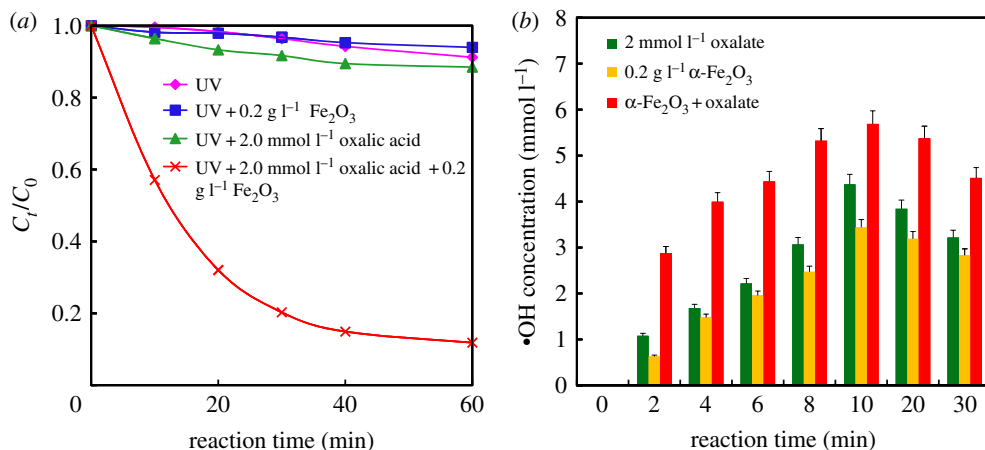 (a)
1.0
0.8
0.6
0.4
0.2
C_t/C_0
UV
UV + 0.2 g l⁻¹ Fe₂O₃
UV + 2.0 mmol l⁻¹ oxalic acid
UV + 2.0 mmol l⁻¹ oxalic acid + 0.2
g l⁻¹ Fe₂O₃
0 20 40 60
reaction time (min)
(b)
8
7
6
5
4
3
2
1
0
•OH concentration (mmol l⁻¹)
2 mmol l⁻¹ oxalate
0.2 g l⁻¹ α-Fe₂O₃
α-Fe₂O₃ + oxalate
0 2 4 6 8 10 20 30
reaction time (min)